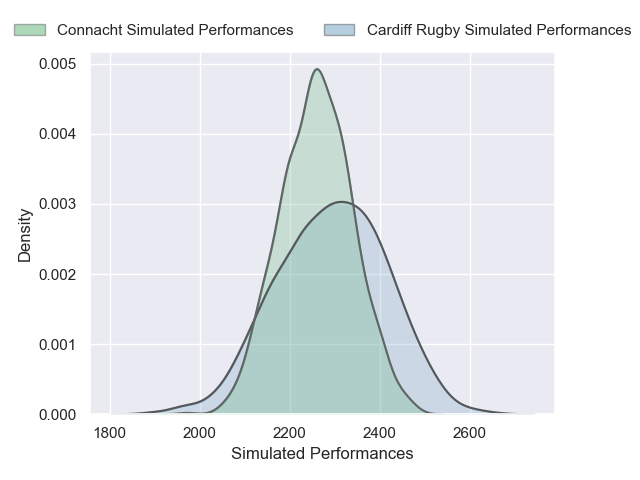 Connacht Simulated Performances Cardiff Rugby Simulated Performances
0.005
0.004
0.003
0.002
0.001
0.000
Density
1800 2000 2200 2400 2600
Simulated Performances